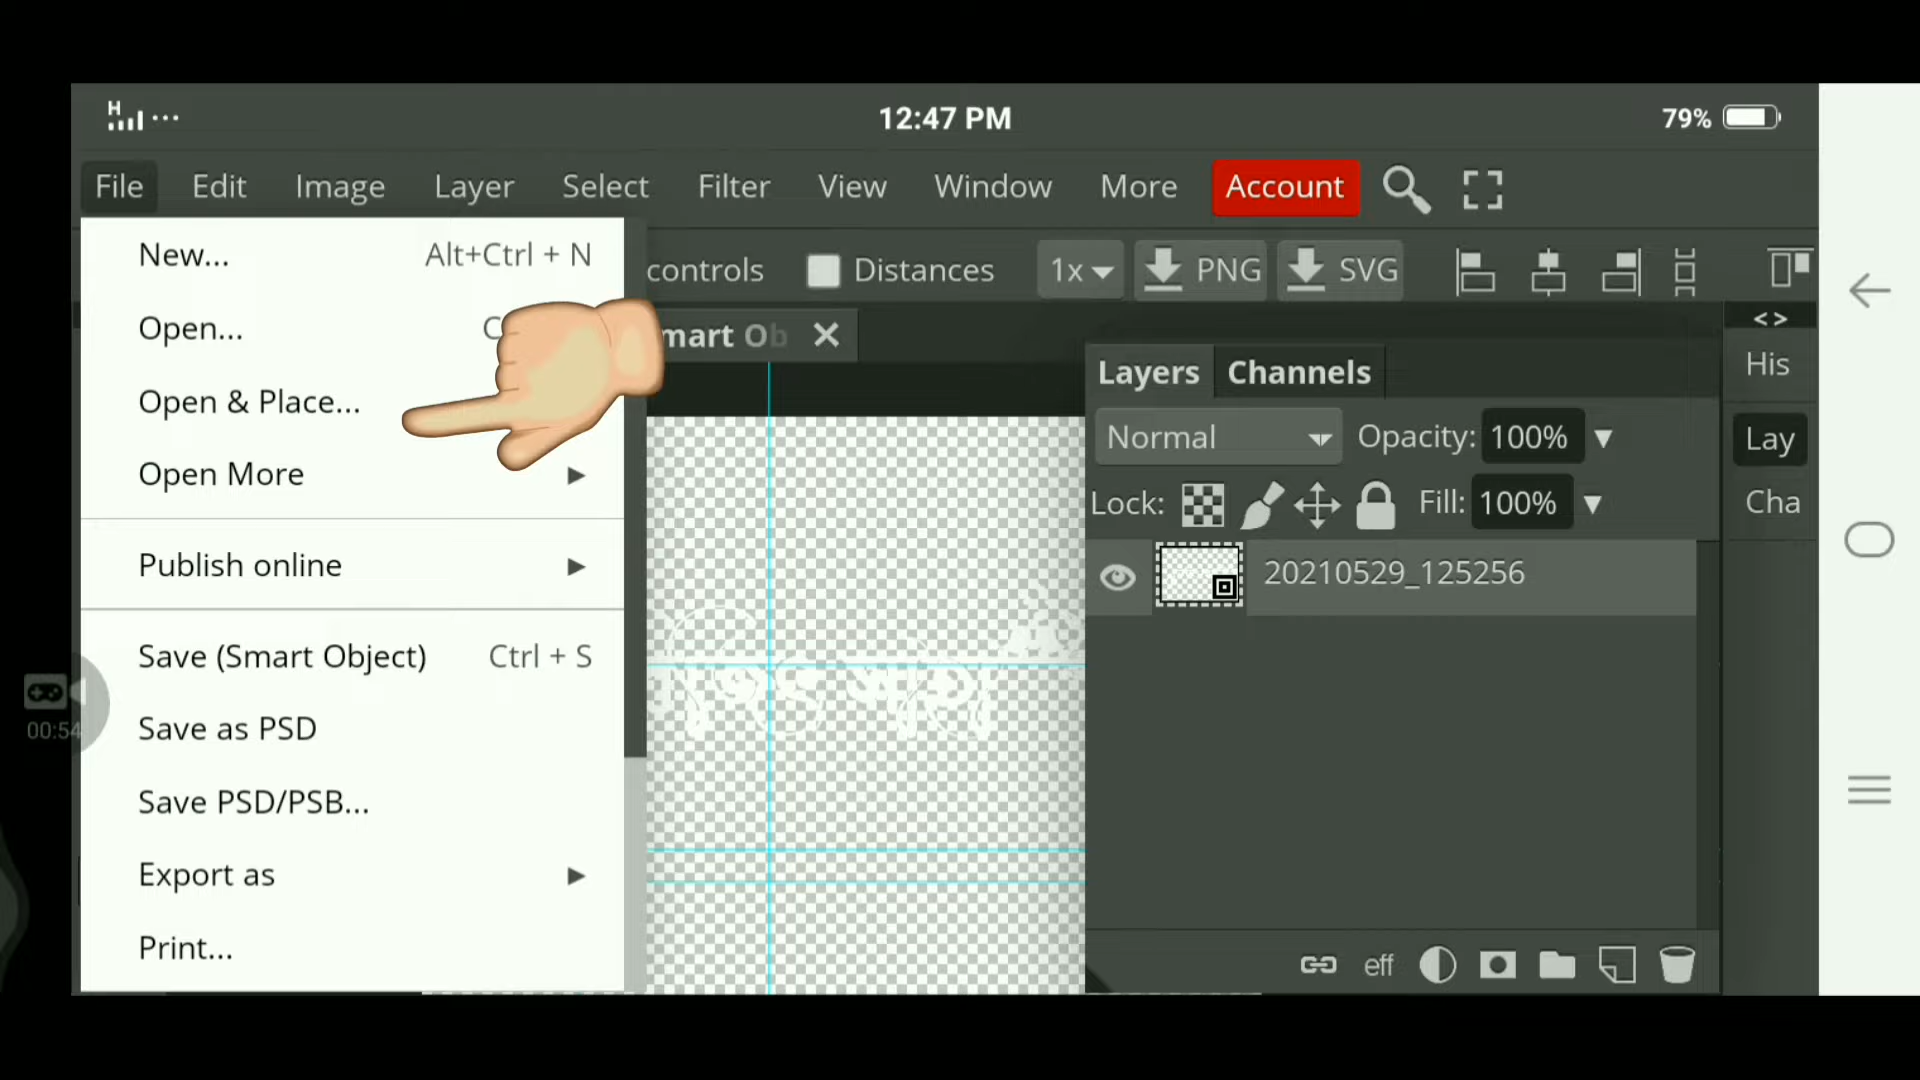 H
12:47 PM
79%
File Edit Image Layer Select Filter View Window More Account
New... Alt+Ctrl + N
controls Distances 1x PNG SVG
Open...
mart Ob
Open & Place...
Open More
Publish online
Save (Smart Object) Ctrl + S
Save as PSD
Save PSD/PSB...
Export as
Print...
00:54
Layers Channels
Normal Opacity: 100%
Lock: Fill: 100%
20210529_125256
eff
< >
His
Lay
Cha